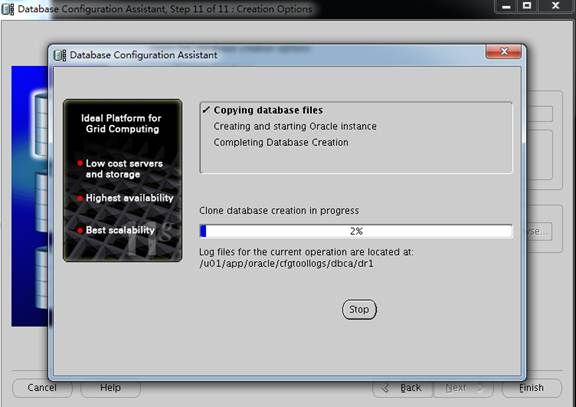 Database Configuration Assistant, Step 11 of 11 : Creation Options
Database Configuration Assistant
Ideal Platform for
Grid Computing
Low cost servers
and storage
Highest availability
Best scalability
Copying database files
Creating and starting Oracle instance
Completing Database Creation
Clone database creation in progress
2%
Log files for the current operation are located at:
/u01/app/oracle/cfgtoollogs/dbca/dr1
Stop
Cancel
Help
Back
Next
Finish